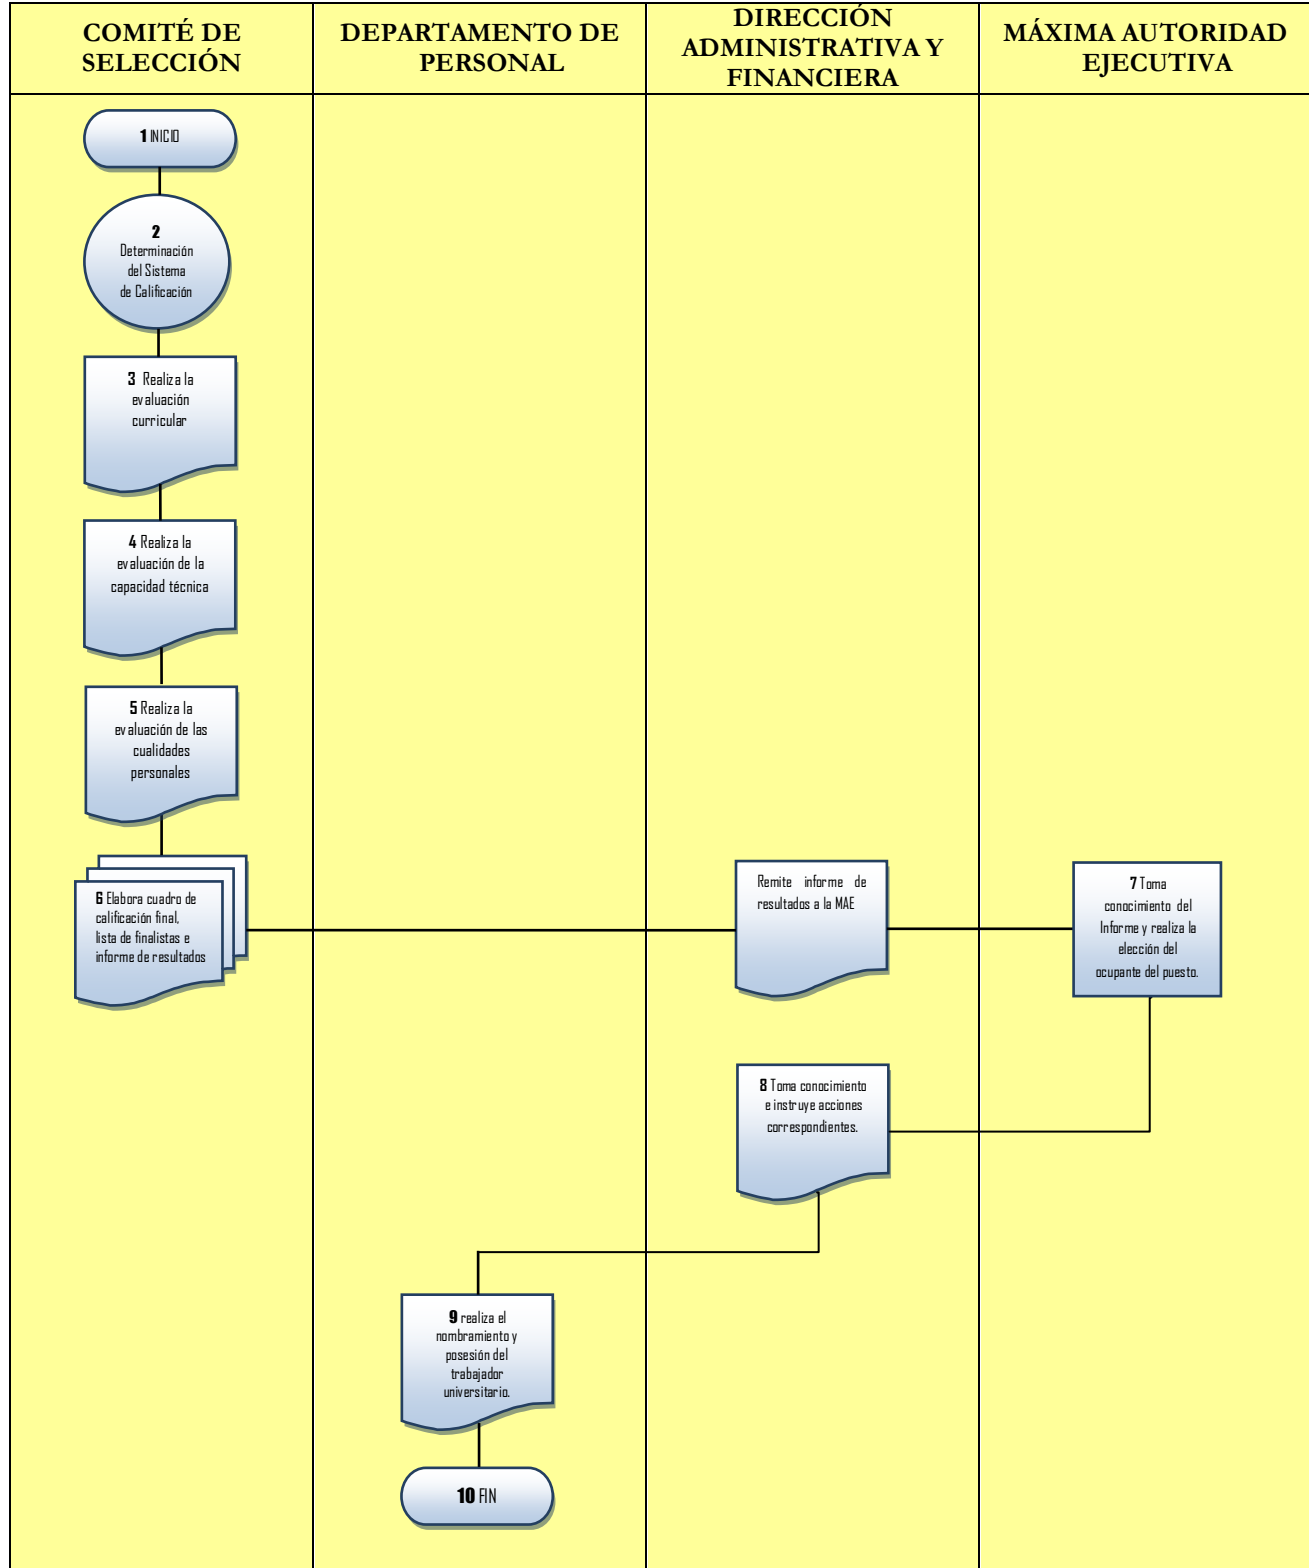 COMITÉ DE
SELECCIÓN
DEPARTAMENTO DE
PERSONAL
DIRECCIÓN
ADMINISTRATIVA Y
FINANCIERA
MÁXIMA AUTORIDAD
EJECUTIVA
1 INICIO
2
Determinación
del Sistema
de Calificación
3 Realiza la
evaluación
curricular
4 Realiza la
evaluación de la
capacidad técnica
5 Realiza la
evaluación de las
cualidades
personales
6 Elabora cuadro de
calificación final,
lista de finalistas e
informe de resultados
Remite informe de
resultados a la MAE
7 Toma
conocimiento del
Informe y realiza la
elección del
ocupante del puesto.
8 Toma conocimiento
e instruye acciones
correspondientes.
9 realiza el
nombramiento y
posesión del
trabajador
universitario.
10 FIN